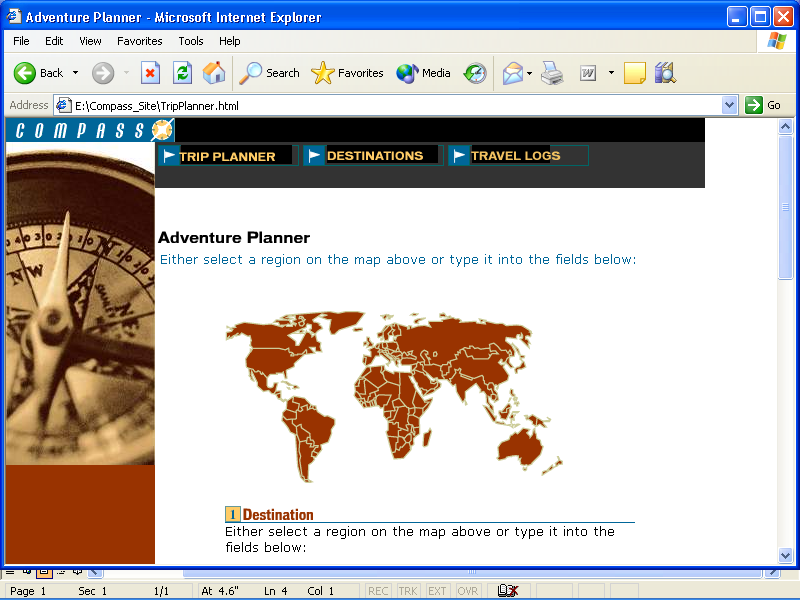 Adventure Planner - Microsoft Internet Explorer
File Edit View Favorites Tools Help
Back Search Favorites Media
Address E:\Compass_Site\TripPlanner.html Go
COMPASS
TRIP PLANNER DESTINATIONS TRAVEL LOGS
Adventure Planner
Either select a region on the map above or type it into the fields below:
1 Destination
Either select a region on the map above or type it into the
fields below:
Page 1 Sec 1 1/1 At 4.6" Ln 4 Col 1 REC TRK EXT OVR